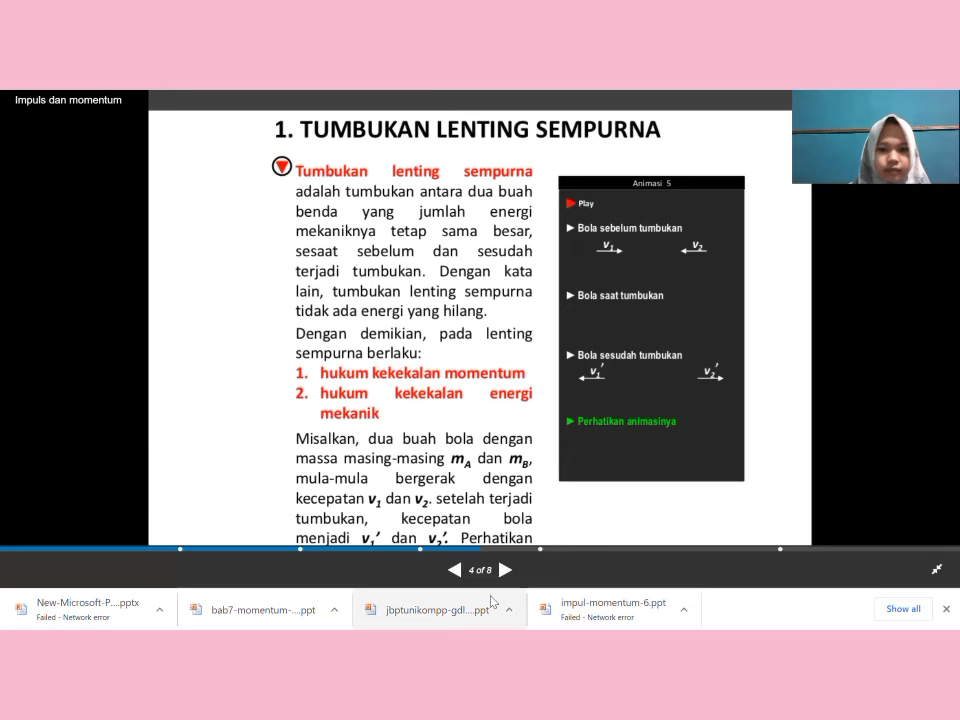 Impuls dan momentum
1. TUMBUKAN LENTING SEMPURNA
Tumbukan lenting sempurna
adalah tumbukan antara dua buah
benda yang jumlah energi
mekaniknya tetap sama besar,
sesaat sebelum dan sesudah
terjadi tumbukan. Dengan kata
lain, tumbukan lenting sempurna
tidak ada energi yang hilang.
Dengan demikian, pada lenting
sempurna berlaku:
1. hukum kekekalan momentum
2. hukum kekekalan energi
mekanik
Misalkan, dua buah bola dengan
massa masing-masing mA dan mB,
mula-mula bergerak dengan
kecepatan v1 dan v2. setelah terjadi
tumbukan, kecepatan bola
menjadi v1’ dan v2’. Perhatikan
Animasi 5
Play
Bola sebelum tumbukan
v1 v2
Bola saat tumbukan
Bola sesudah tumbukan
v1’ v2’
Perhatikan animasinya
4 of 8
New-Microsoft-P....pptx
Failed - Network error
bab7-momentum-....ppt
jbptunikompp-gdl....ppt
impul-momentum-6.ppt
Failed - Network error
Show all